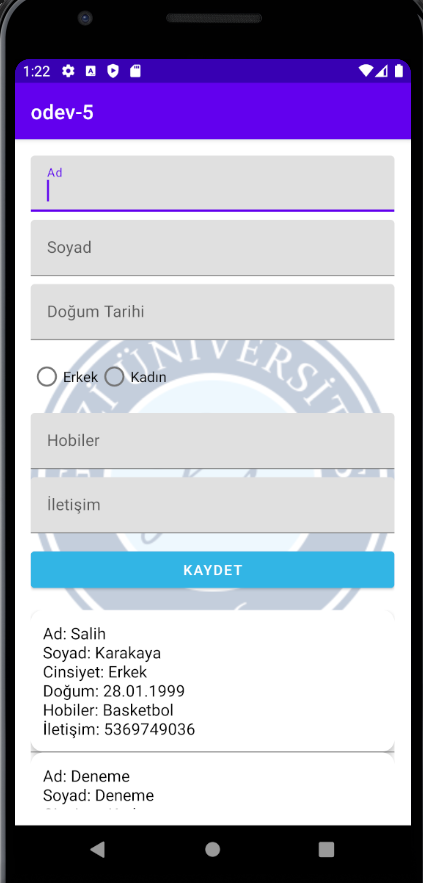 1:22
odev-5
Ad
Soyad
Doğum Tarihi
ÜNİVERSİT
Erkek Kadın
Hobiler
İletişim
KAYDET
Ad: Salih
Soyad: Karakaya
Cinsiyet: Erkek
Doğum: 28.01.1999
Hobiler: Basketbol
İletişim: 5369749036
Ad: Deneme
Soyad: Deneme